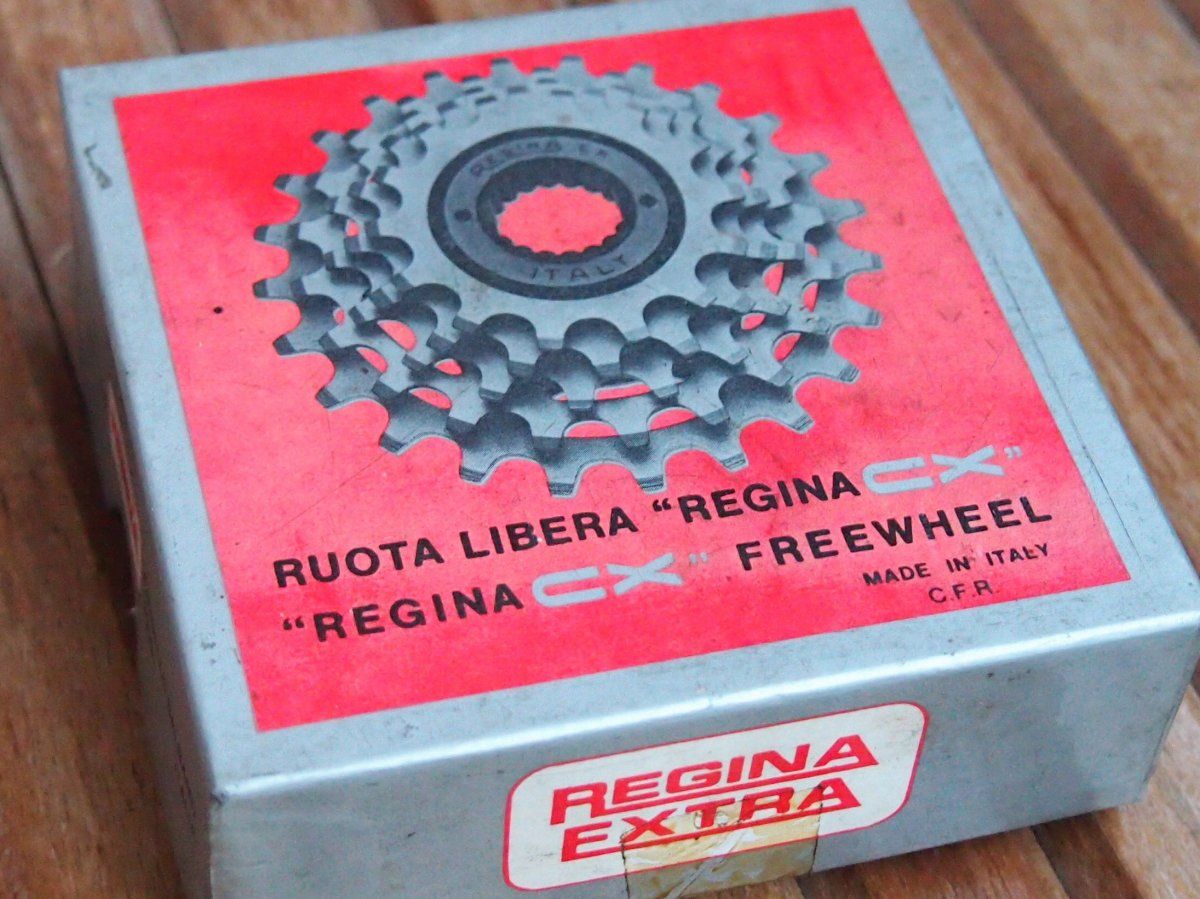 REGINA EX
ITALY
RUOTA LIBERA “REGINA CX”
“REGINA CX” FREEWHEEL
MADE IN ITALY
C.F.R.
REGINA
EXTRA